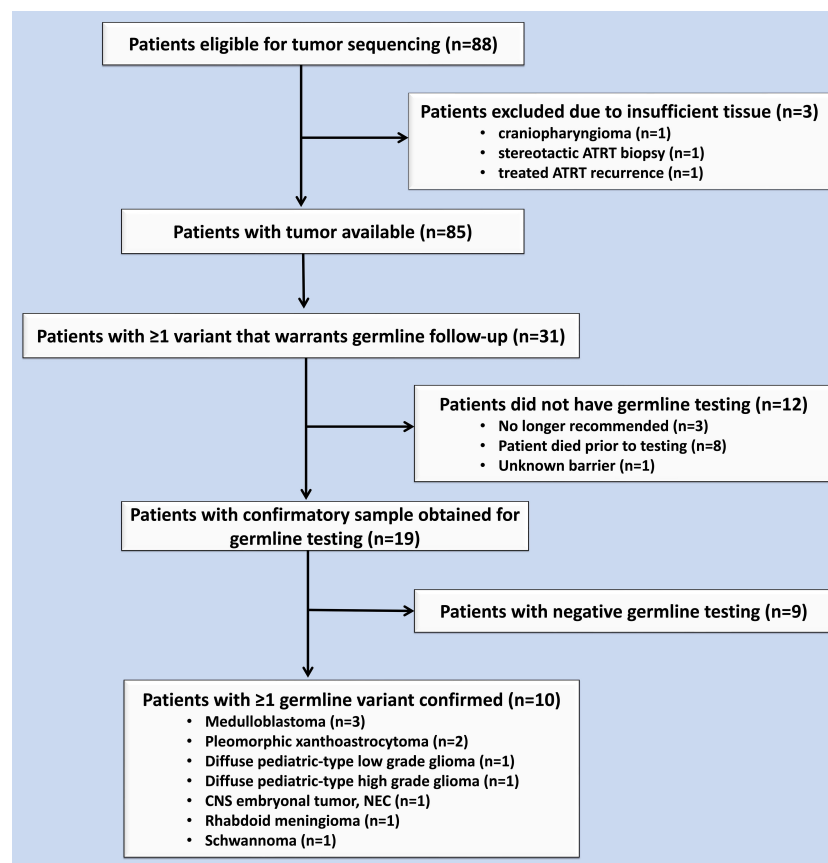 Patients eligible for tumor sequencing (n=88)
Patients excluded due to insufficient tissue (n=3)
• craniopharyngioma (n=1)
• stereotactic ATRT biopsy (n=1)
• treated ATRT recurrence (n=1)
Patients with tumor available (n=85)
Patients with ≥1 variant that warrants germline follow-up (n=31)
Patients did not have germline testing (n=12)
• No longer recommended (n=3)
• Patient died prior to testing (n=8)
• Unknown barrier (n=1)
Patients with confirmatory sample obtained for
germline testing (n=19)
Patients with negative germline testing (n=9)
Patients with ≥1 germline variant confirmed (n=10)
• Medulloblastoma (n=3)
• Pleomorphic xanthoastrocytoma (n=2)
• Diffuse pediatric-type low grade glioma (n=1)
• Diffuse pediatric-type high grade glioma (n=1)
• CNS embryonal tumor, NEC (n=1)
• Rhabdoid meningioma (n=1)
• Schwannoma (n=1)